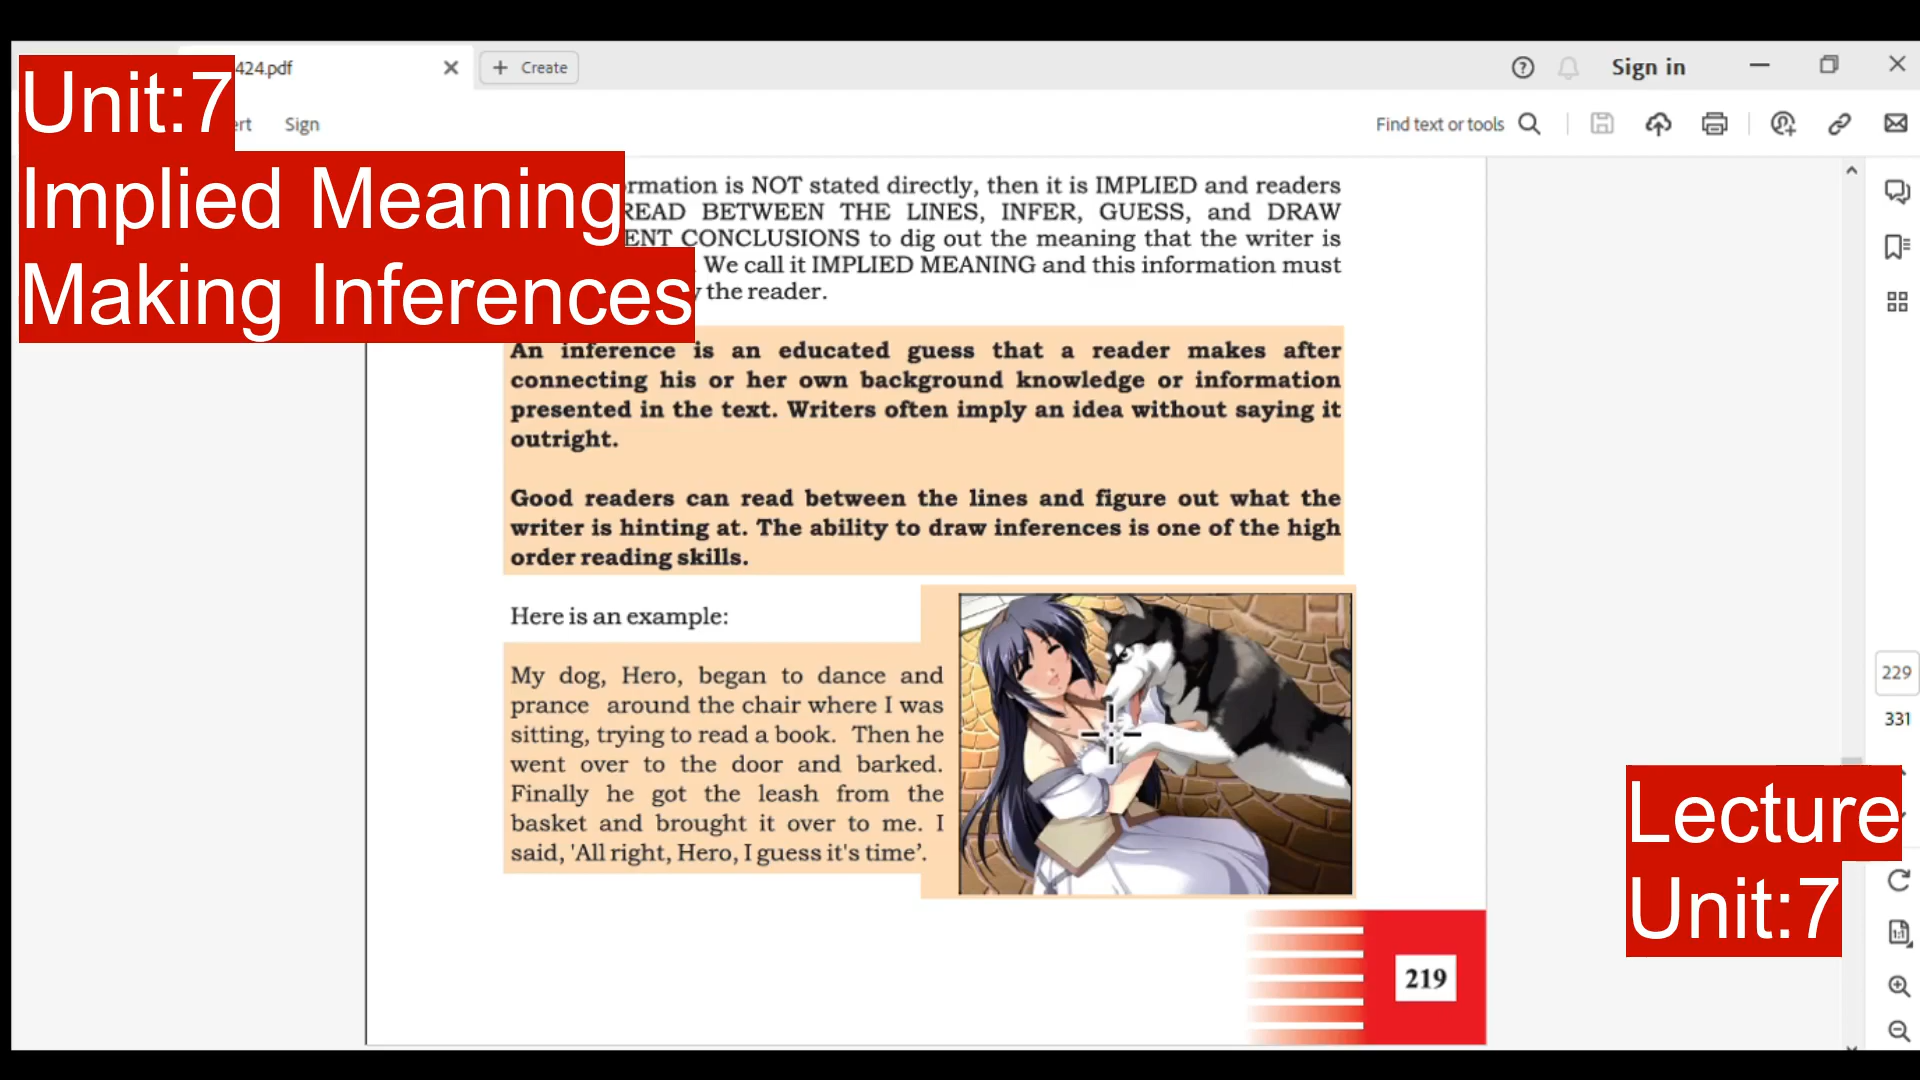 Unit:7
Implied Meaning
Making Inferences
424.pdf
Create
Sign in
ert
Sign
Find text or tools
ormation is NOT stated directly, then it is IMPLIED and readers
READ BETWEEN THE LINES, INFER, GUESS, and DRAW
ENT CONCLUSIONS to dig out the meaning that the writer is
We call it IMPLIED MEANING and this information must
y the reader.
An inference is an educated guess that a reader makes after
connecting his or her own background knowledge or information
presented in the text. Writers often imply an idea without saying it
outright.
Good readers can read between the lines and figure out what the
writer is hinting at. The ability to draw inferences is one of the high
order reading skills.
Here is an example:
My dog, Hero, began to dance and
prance around the chair where I was
sitting, trying to read a book. Then he
went over to the door and barked.
Finally he got the leash from the
basket and brought it over to me. I
said, 'All right, Hero, I guess it's time’.
219
229
331
Lecture
Unit:7